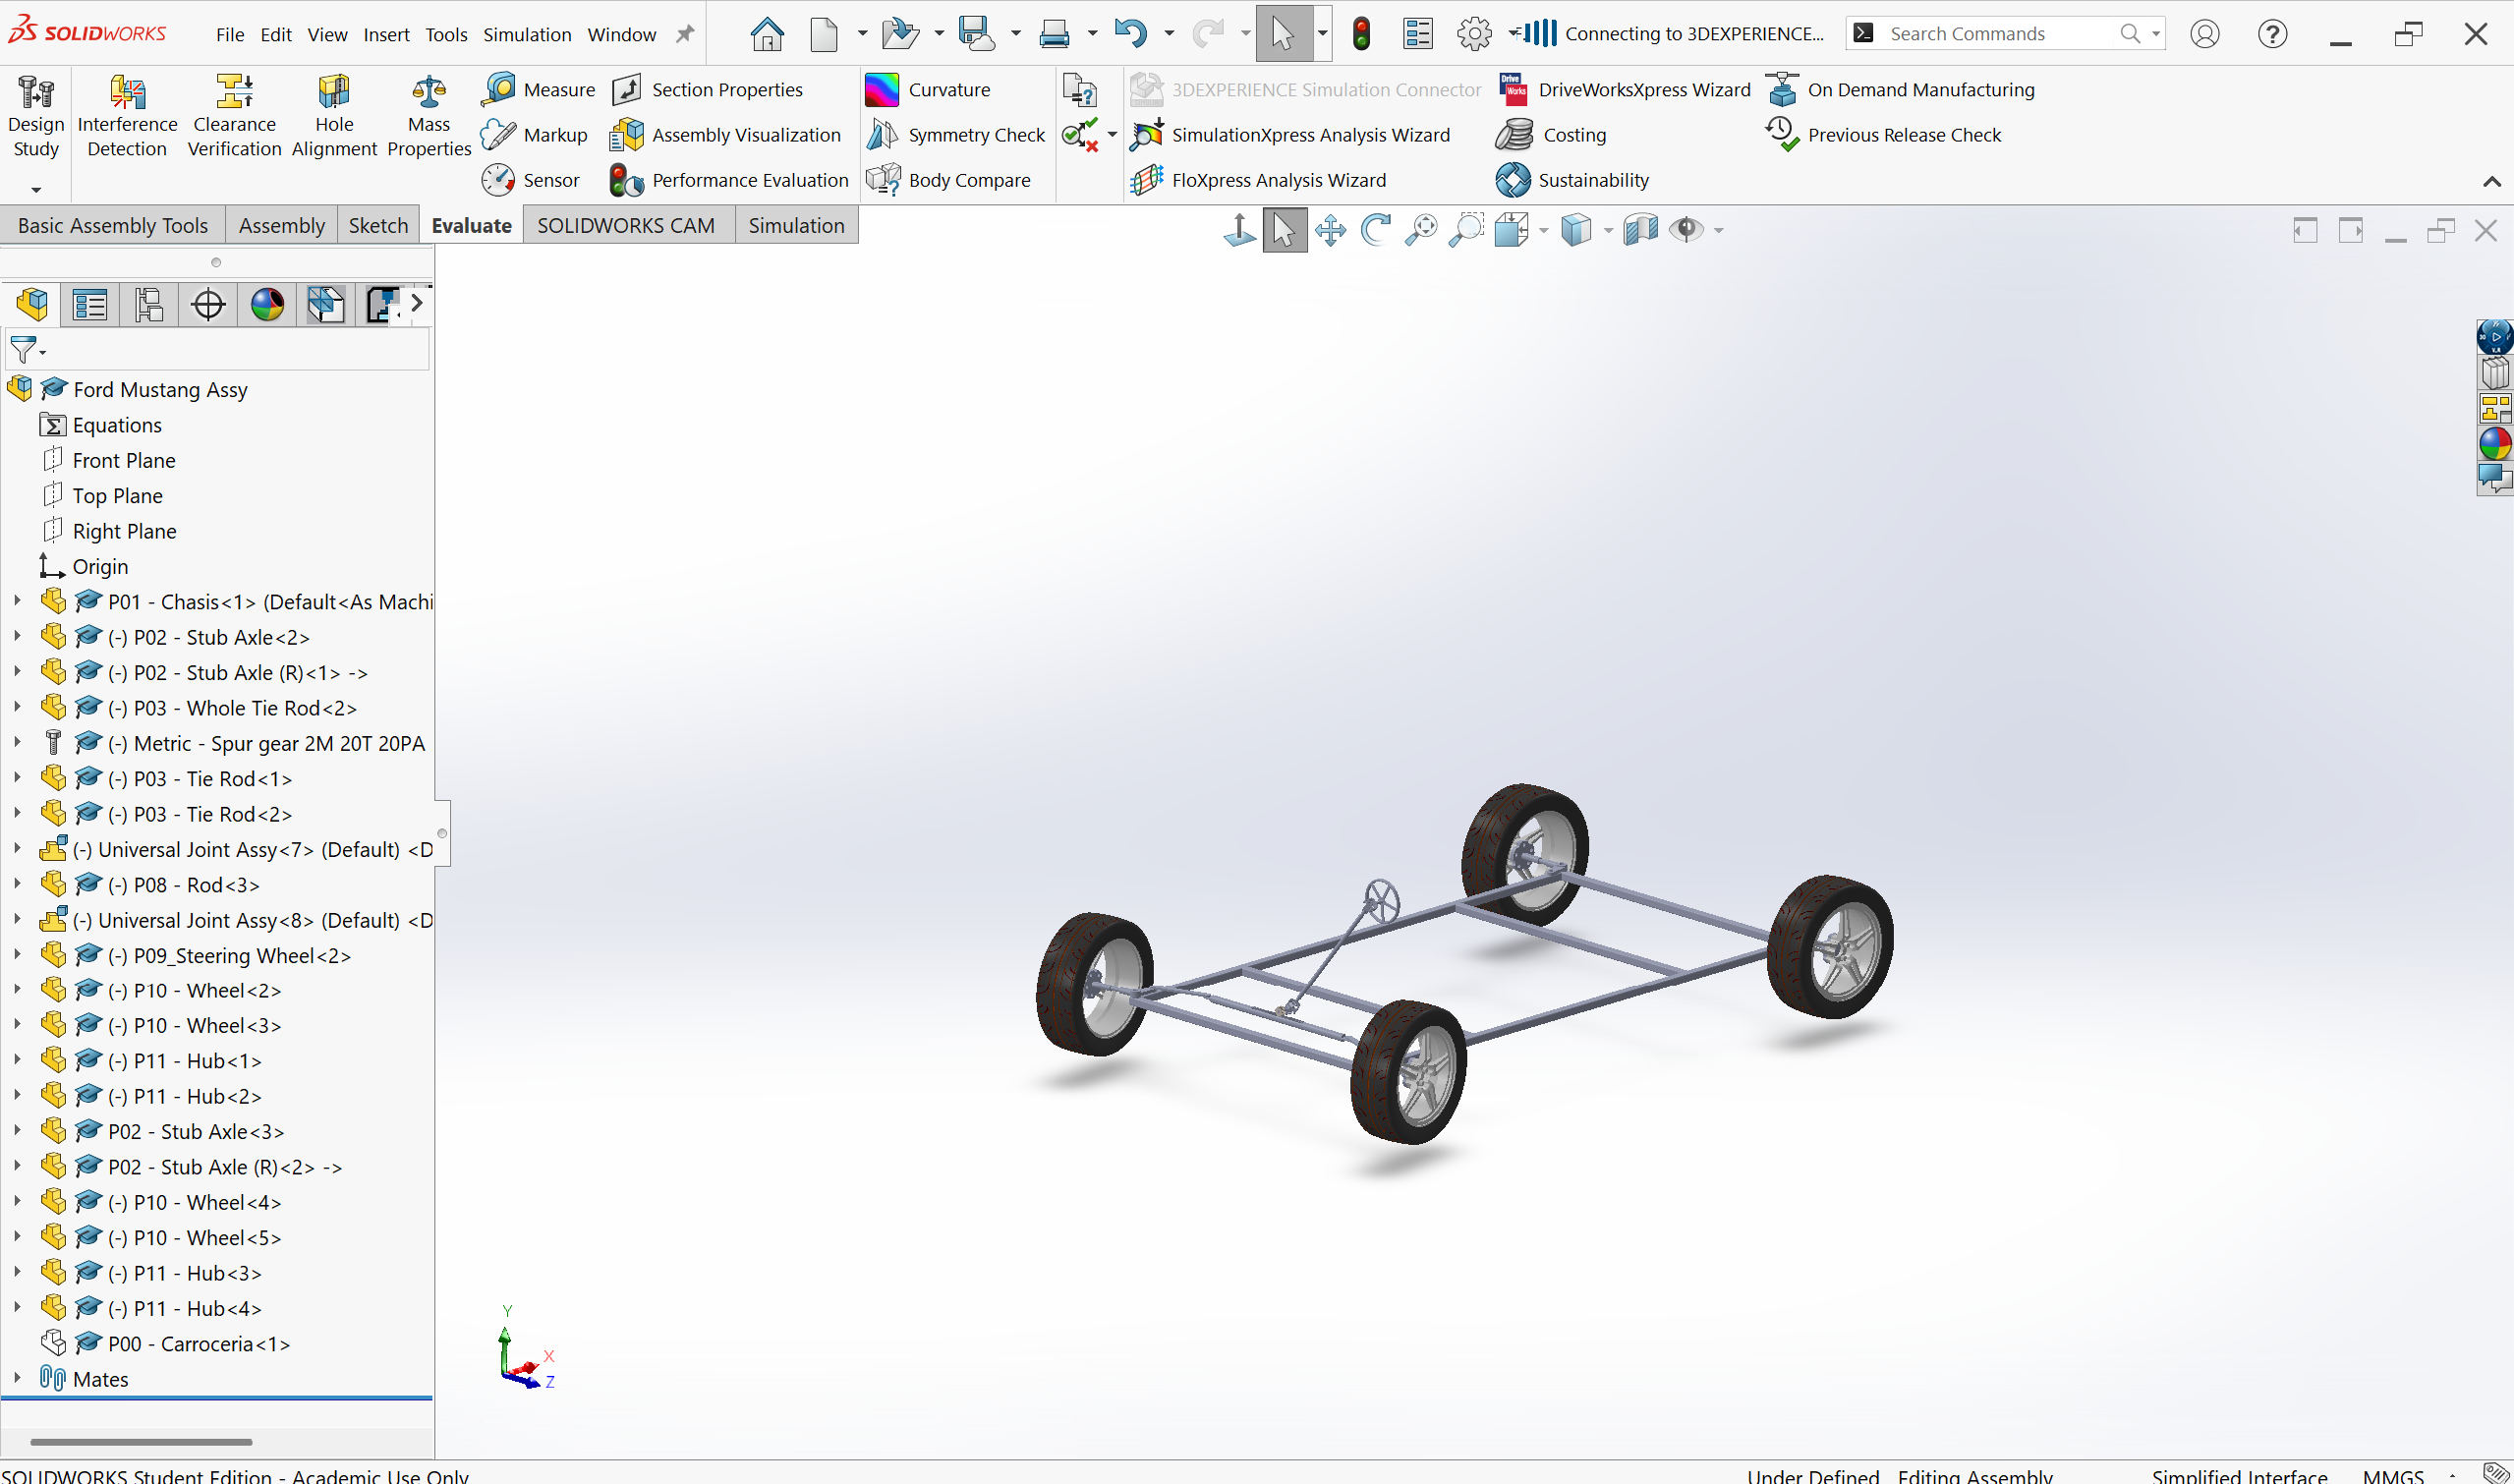 SOLIDWORKS File Edit View Insert Tools Simulation Window Connecting to 3DEXPERIENCE... Search Commands
Design Study
Interference Detection
Clearance Verification
Hole Alignment
Mass Properties
Measure
Markup
Sensor
Section Properties
Assembly Visualization
Performance Evaluation
Curvature
Symmetry Check
Body Compare
3DEXPERIENCE Simulation Connector
SimulationXpress Analysis Wizard
FloXpress Analysis Wizard
DriveWorksXpress Wizard
Costing
Sustainability
On Demand Manufacturing
Previous Release Check
Basic Assembly Tools Assembly Sketch Evaluate SOLIDWORKS CAM Simulation
Ford Mustang Assy
Equations
Front Plane
Top Plane
Right Plane
Origin
P01 - Chasis<1> (Default<As Machi
(-) P02 - Stub Axle<2>
(-) P02 - Stub Axle (R)<1> ->
(-) P03 - Whole Tie Rod<2>
(-) Metric - Spur gear 2M 20T 20PA
(-) P03 - Tie Rod<1>
(-) P03 - Tie Rod<2>
(-) Universal Joint Assy<7> (Default) <D
(-) P08 - Rod<3>
(-) Universal Joint Assy<8> (Default) <D
(-) P09_Steering Wheel<2>
(-) P10 - Wheel<2>
(-) P10 - Wheel<3>
(-) P11 - Hub<1>
(-) P11 - Hub<2>
P02 - Stub Axle<3>
P02 - Stub Axle (R)<2> ->
(-) P10 - Wheel<4>
(-) P10 - Wheel<5>
(-) P11 - Hub<3>
(-) P11 - Hub<4>
P00 - Carroceria<1>
Mates
Y
X
Z
SOLIDWORKS Student Edition - Academic Use Only Under Defined Editing Assembly Simplified Interface MMGS